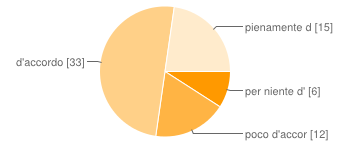 pienamente d [15]
d'accordo [33]
per niente d' [6]
poco d'accor [12]